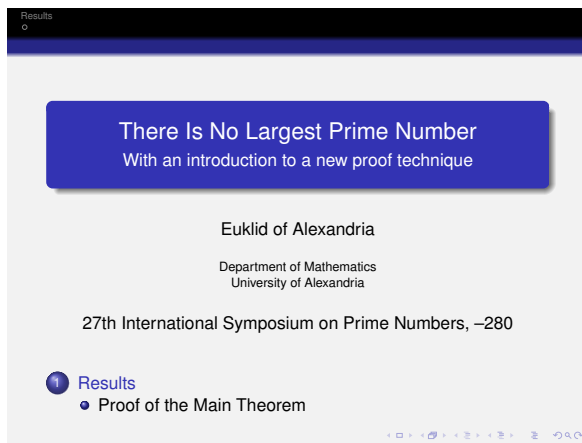 Results
There Is No Largest Prime Number
With an introduction to a new proof technique
Euklid of Alexandria
Department of Mathematics
University of Alexandria
27th International Symposium on Prime Numbers, –280
1 Results
Proof of the Main Theorem